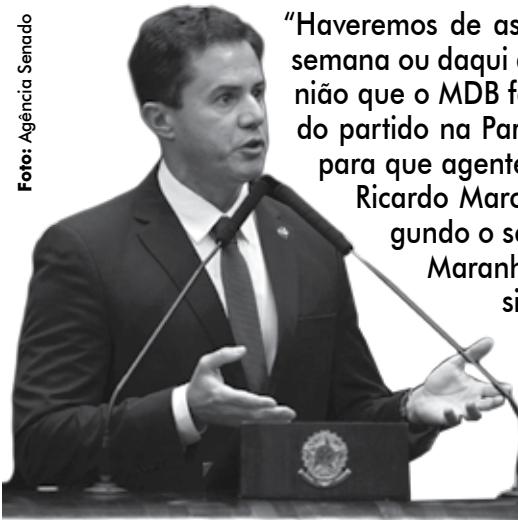 Foto: Agência Senado
“Haveremos de as
semana ou daqui
nião que o MDB f
do partido na Par
para que agente
Ricardo Marc
gundo o s
Maranh
si